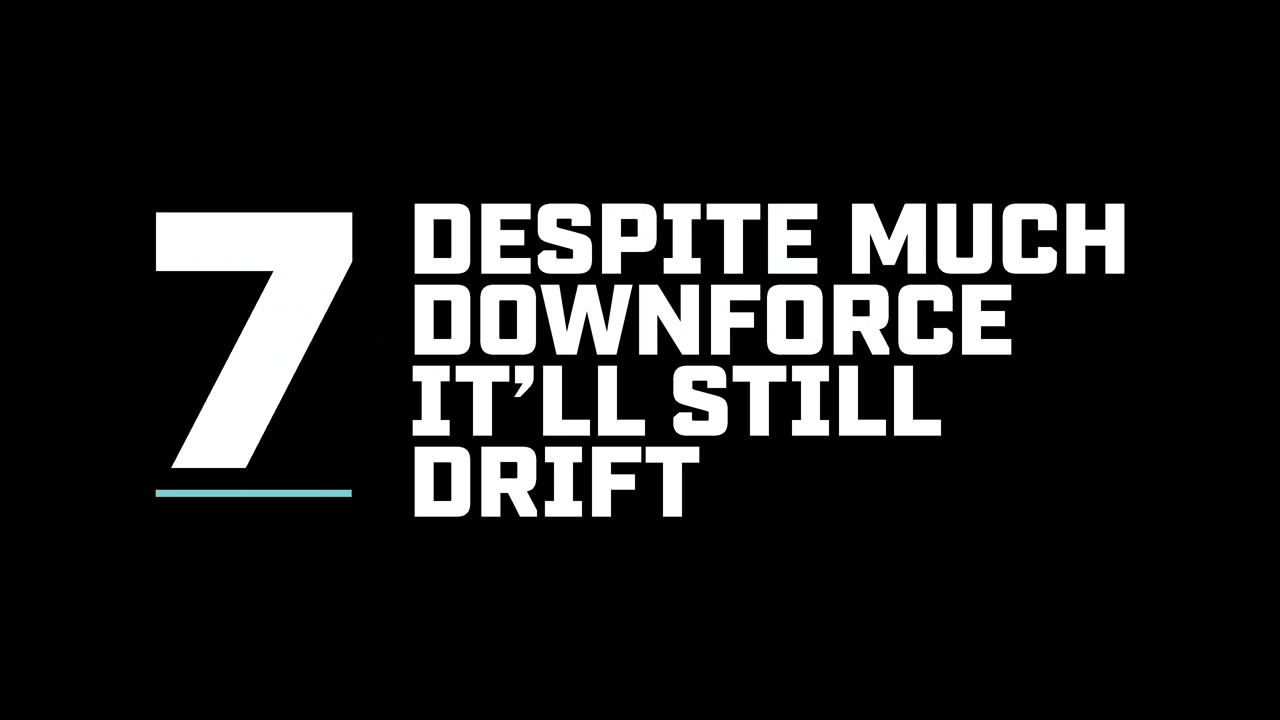 7
DESPITE MUCH
DOWNFORCE
IT’LL STILL
DRIFT